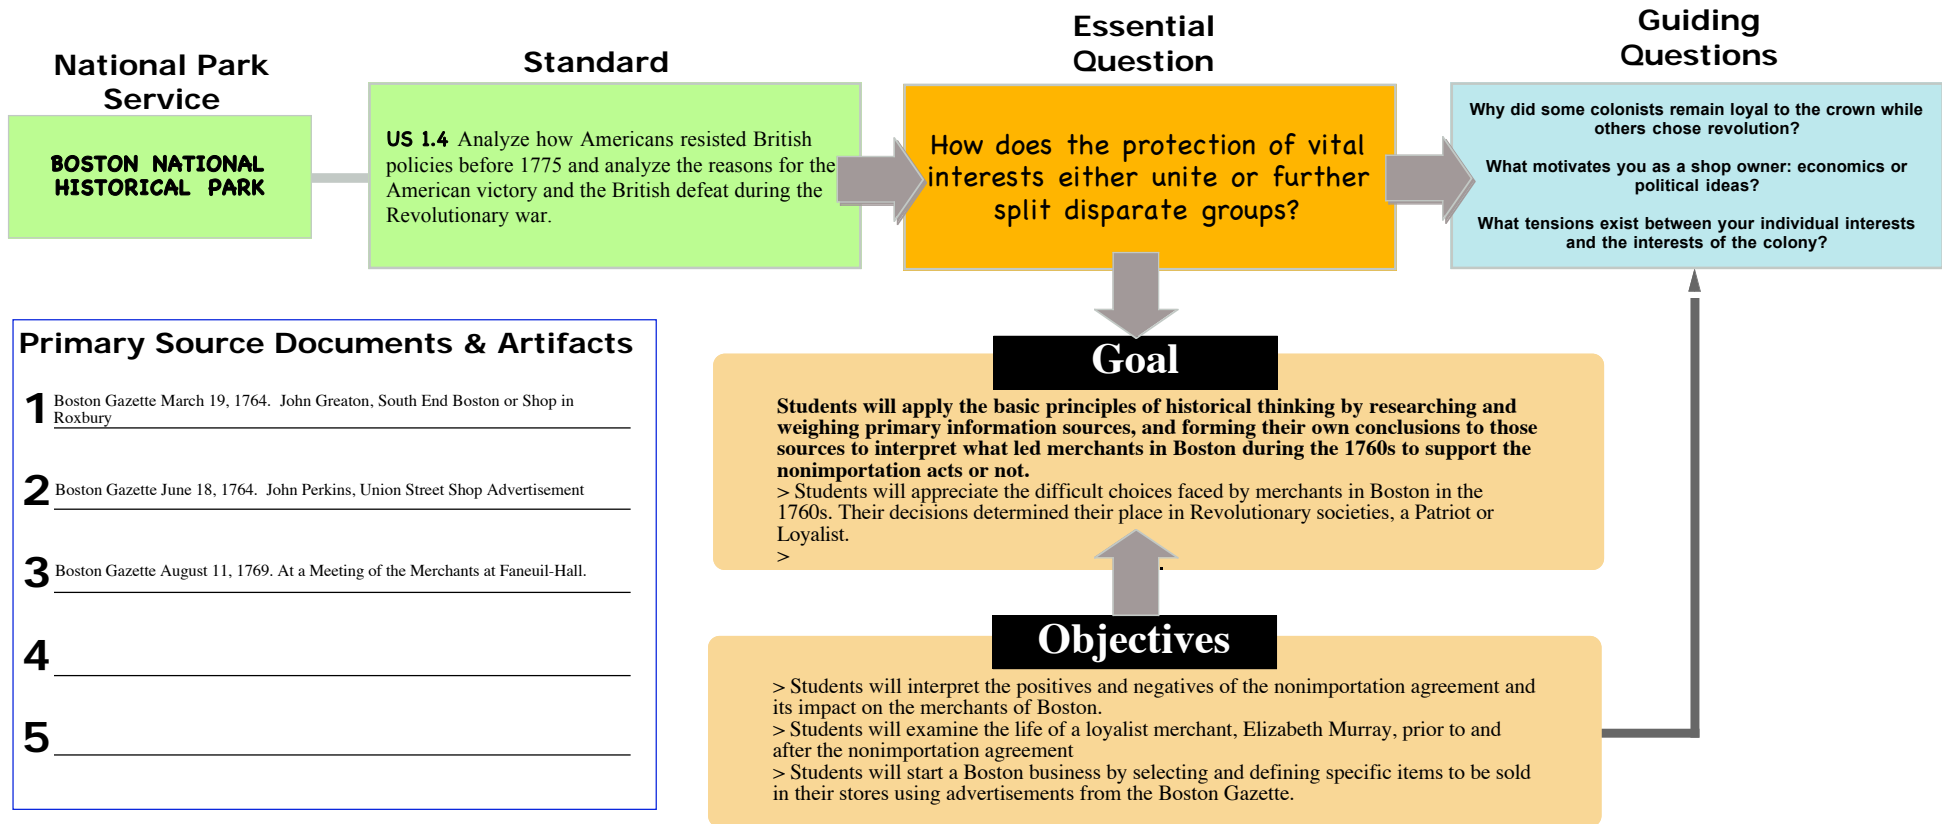 National Park
Service
BOSTON NATIONAL
HISTORICAL PARK
Standard
US 1.4 Analyze how Americans resisted British
policies before 1775 and analyze the reasons for the
American victory and the British defeat during the
Revolutionary war.
Essential
Question
How does the protection of vital
interests either unite or further
split disparate groups?
Guiding
Questions
Why did some colonists remain loyal to the crown while
others chose revolution?
What motivates you as a shop owner: economics or
political ideas?
What tensions exist between your individual interests
and the interests of the colony?
Primary Source Documents & Artifacts
1 Boston Gazette March 19, 1764. John Greaton, South End Boston or Shop in
Roxbury
2 Boston Gazette June 18, 1764. John Perkins, Union Street Shop Advertisement
3 Boston Gazette August 11, 1769. At a Meeting of the Merchants at Faneuil-Hall.
4
5
Goal
Students will apply the basic principles of historical thinking by researching and
weighing primary information sources, and forming their own conclusions to those
sources to interpret what led merchants in Boston during the 1760s to support the
nonimportation acts or not.
> Students will appreciate the difficult choices faced by merchants in Boston in the
1760s. Their decisions determined their place in Revolutionary societies, a Patriot or
Loyalist.
>
.
Objectives
> Students will interpret the positives and negatives of the nonimportation agreement and
its impact on the merchants of Boston.
> Students will examine the life of a loyalist merchant, Elizabeth Murray, prior to and
after the nonimportation agreement
> Students will start a Boston business by selecting and defining specific items to be sold
in their stores using advertisements from the Boston Gazette.